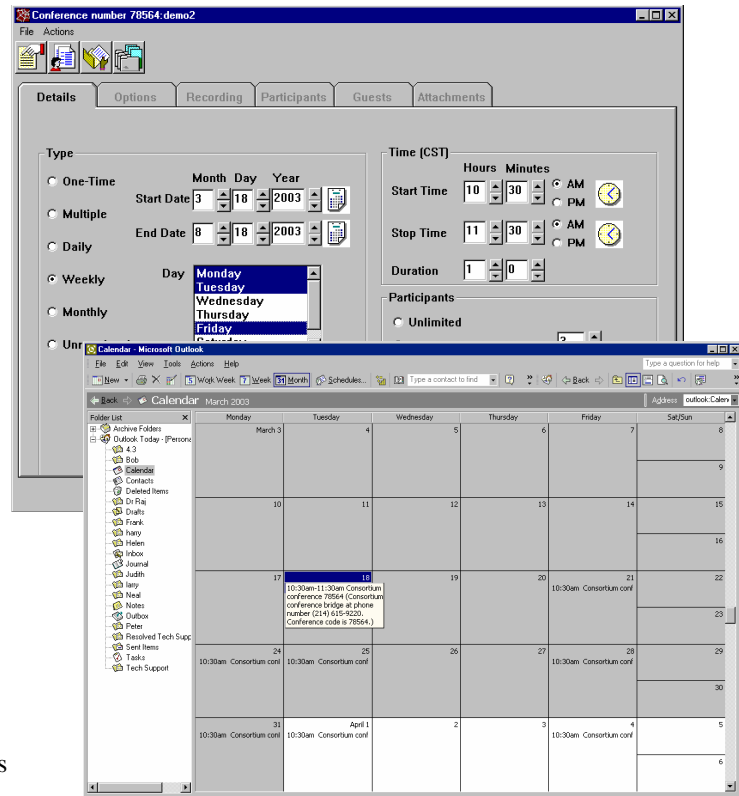 Conference number 78564:demo2
File Actions
Details Options Recording Participants Guests Attachments
Type
One-Time
Multiple
Daily
Weekly
Monthly
Month Day Year
Start Date 3 18 2003
End Date 8 18 2003
Day
Monday
Tuesday
Wednesday
Thursday
Friday
Time (CST)
Hours Minutes
Start Time 10 30 AM
PM
Stop Time 11 30 AM
PM
Duration 1 0
Participants
Unlimited
Calendar - Microsoft Outlook
File Edit View Tools Actions Help Type a question for help
New 5 Work Week 7 Week 31 Month Schedules... Type a contact to find Back
Back Calendar March 2003 Address outlook:Calen
Folder List X
Archive Folders
Outlook Today - [Persona
4.3
Bob
Calendar
Contacts
Deleted Items
Dr Raj
Drafts
Frank
harry
Helen
Inbox
Journal
Judith
larry
Neal
Notes
Outbox
Peter
Resolved Tech Supp
Sent Items
Tasks
Tech Support
Monday Tuesday Wednesday Thursday Friday Sat/Sun
March 3 4 5 6 7 8
9
10 11 12 13 14 15
16
17 18 19 20 21 22
10:30am-11:30am Consortium
conference 78564 (Consortium
conference bridge at phone
number (214) 615-9220.
Conference code is 78564.)
10:30am Consortium conf
23
24 25 26 27 28 29
10:30am Consortium conf 10:30am Consortium conf 10:30am Consortium conf
30
31 April 1 2 3 4 5
10:30am Consortium conf 10:30am Consortium conf 10:30am Consortium conf
6
s